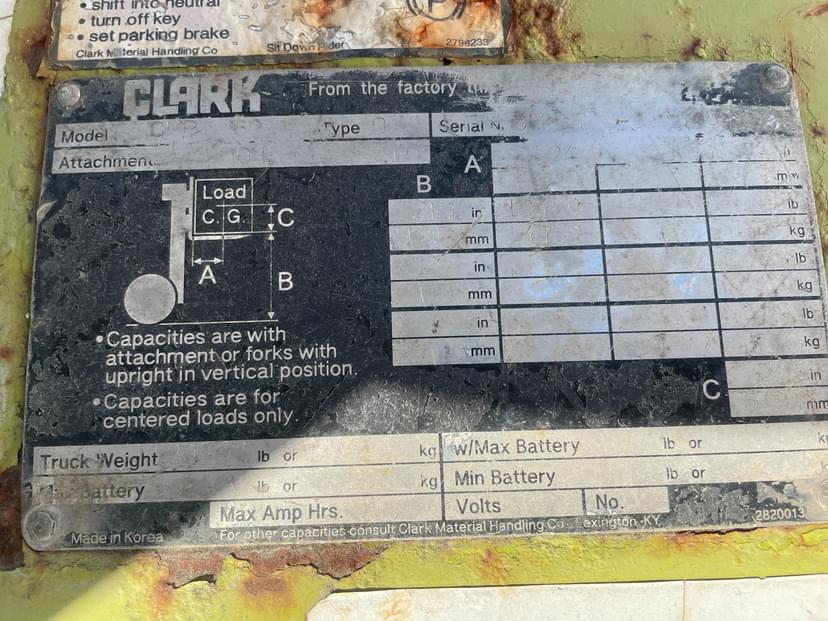 • shift into neutral
• turn off key
• set parking brake
Clark Material Handling Co Sit Down Rider 2798233
CLARK From the factory
Model Type Serial N
Attachment
A in
B mm
Load
C. G. C
A
B
in lb
mm kg
in lb
mm kg
in lb
mm kg
C in
mm
• Capacities are with
attachment or forks with
upright in vertical position.
• Capacities are for
centered loads only.
Truck Weight lb or kg w/Max Battery lb or kg
Battery lb or kg Min Battery lb or
Max Amp Hrs. Volts No.
Made in Korea For other capacities consult Clark Material Handling Co. Lexington KY 2820013